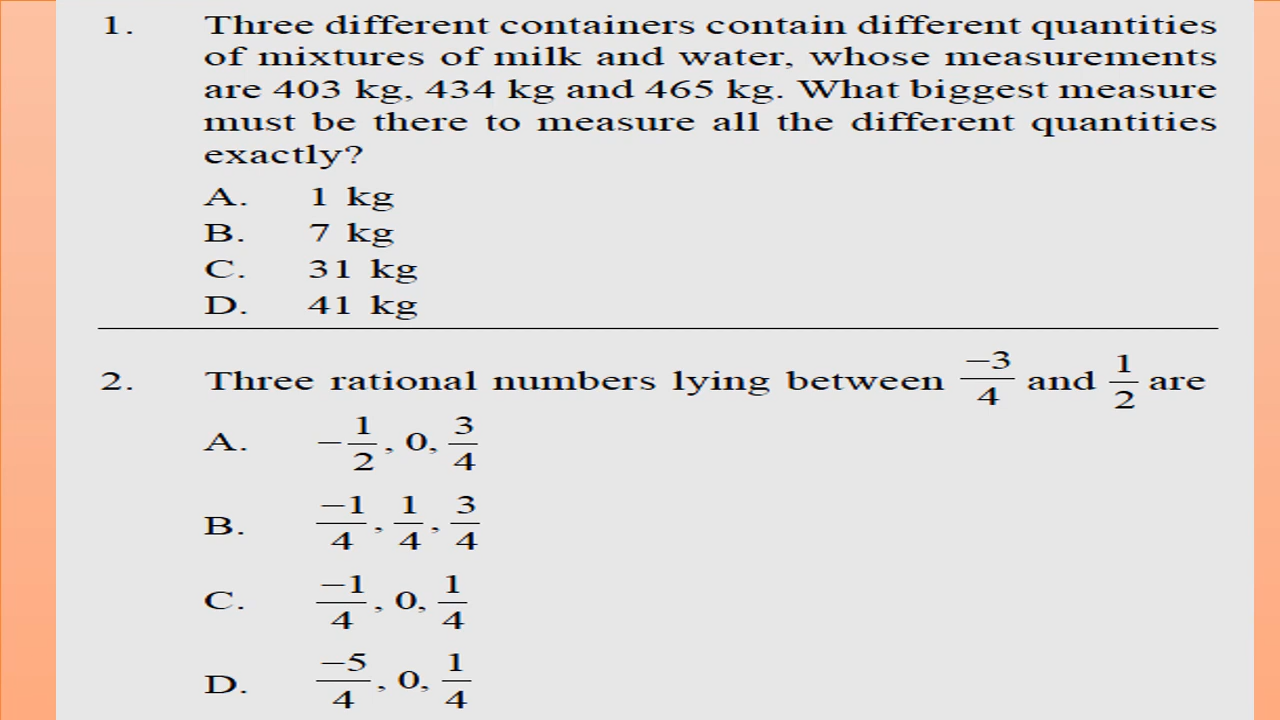 1. Three different containers contain different quantities
of mixtures of milk and water, whose measurements
are 403 kg, 434 kg and 465 kg. What biggest measure
must be there to measure all the different quantities
exactly?
A. 1 kg
B. 7 kg
C. 31 kg
D. 41 kg
2. Three rational numbers lying between −3/4 and 1/2 are
A. −1/2, 0, 3/4
B. −1/4, 1/4, 3/4
C. −1/4, 0, 1/4
D. −5/4, 0, 1/4